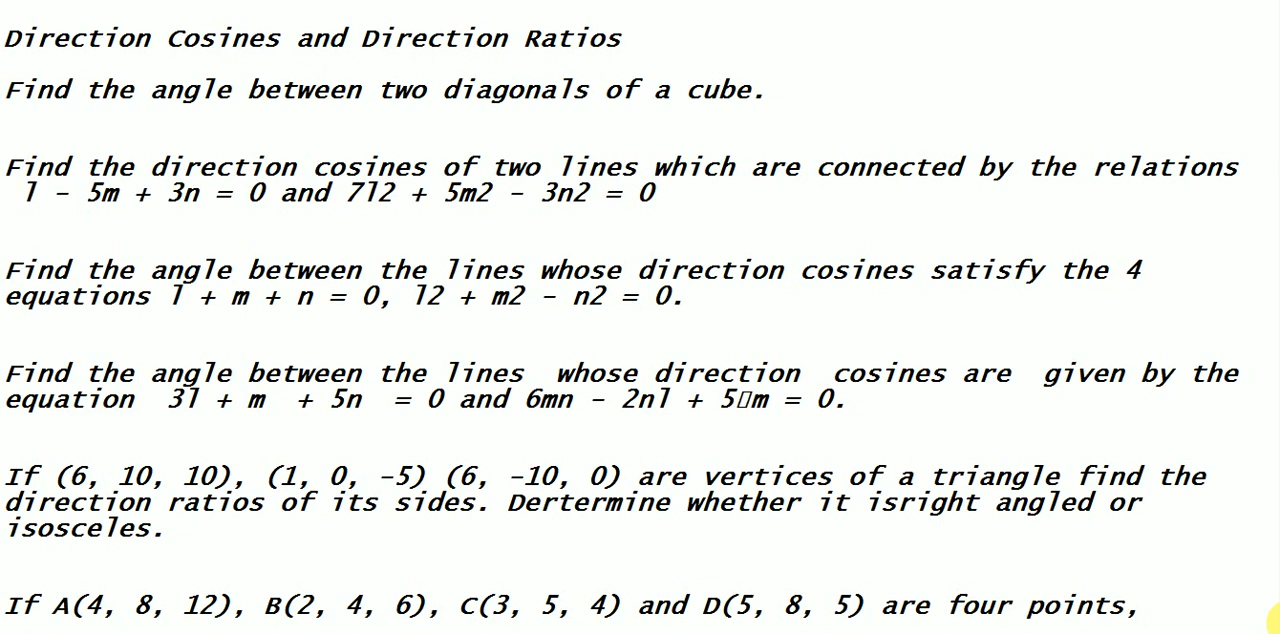 Direction Cosines and Direction Ratios
Find the angle between two diagonals of a cube.
Find the direction cosines of two lines which are connected by the relations
l - 5m + 3n = 0 and 7l2 + 5m2 - 3n2 = 0
Find the angle between the lines whose direction cosines satisfy the 4
equations l + m + n = 0, l2 + m2 - n2 = 0.
Find the angle between the lines whose direction cosines are given by the
equation 3l + m + 5n = 0 and 6mn - 2nl + 5▯m = 0.
If (6, 10, 10), (1, 0, -5) (6, -10, 0) are vertices of a triangle find the
direction ratios of its sides. Dertermine whether it isright angled or
isosceles.
If A(4, 8, 12), B(2, 4, 6), C(3, 5, 4) and D(5, 8, 5) are four points,